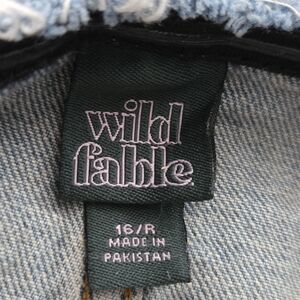 wild
fable
16/R
MADE IN
PAKISTAN